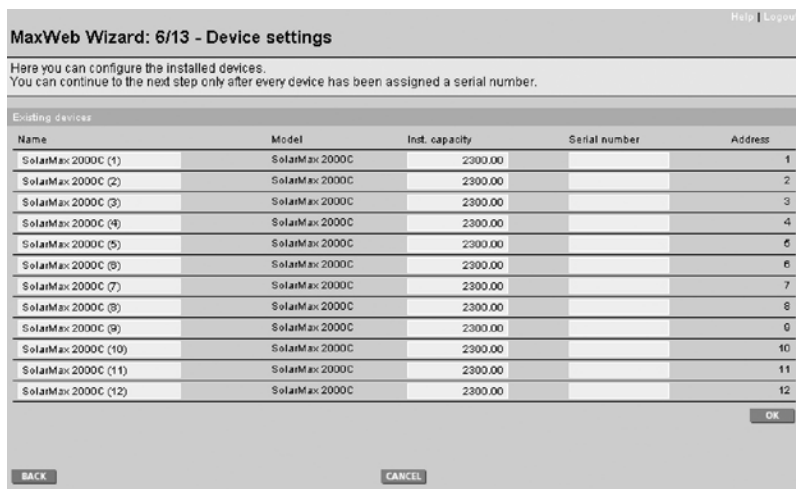 Help | Logout
MaxWeb Wizard: 6/13 - Device settings
Here you can configure the installed devices.
You can continue to the next step only after every device has been assigned a serial number.
Existing devices
Name Model Inst. capacity Serial number Address
SolarMax 2000C (1) SolarMax 2000C 2300.00 1
SolarMax 2000C (2) SolarMax 2000C 2300.00 2
SolarMax 2000C (3) SolarMax 2000C 2300.00 3
SolarMax 2000C (4) SolarMax 2000C 2300.00 4
SolarMax 2000C (5) SolarMax 2000C 2300.00 5
SolarMax 2000C (6) SolarMax 2000C 2300.00 6
SolarMax 2000C (7) SolarMax 2000C 2300.00 7
SolarMax 2000C (8) SolarMax 2000C 2300.00 8
SolarMax 2000C (9) SolarMax 2000C 2300.00 9
SolarMax 2000C (10) SolarMax 2000C 2300.00 10
SolarMax 2000C (11) SolarMax 2000C 2300.00 11
SolarMax 2000C (12) SolarMax 2000C 2300.00 12
OK
BACK CANCEL